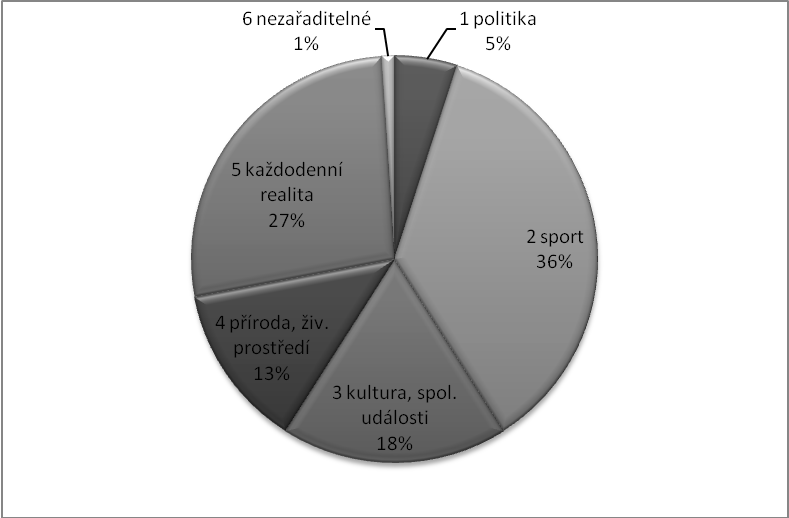 6 nezařaditelné
1%
1 politika
5%
2 sport
36%
3 kultura, spol.
události
18%
4 příroda, živ.
prostředí
13%
5 každodenní
realita
27%